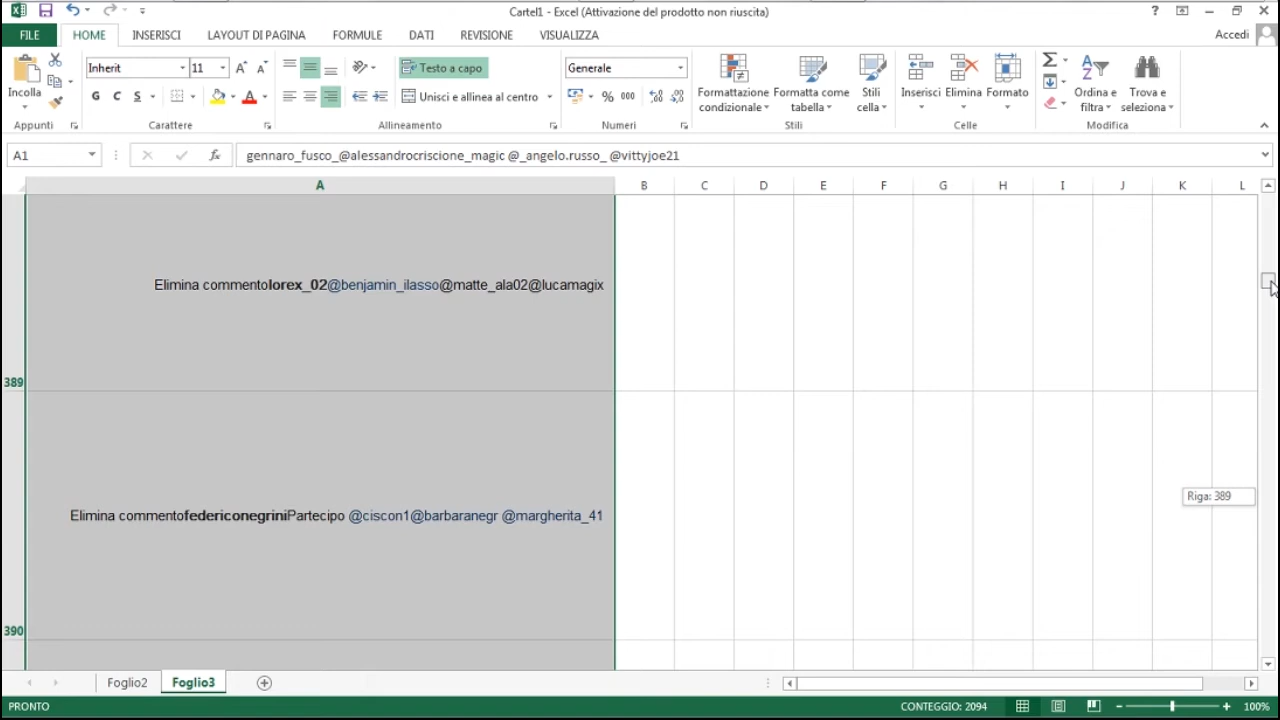 Cartel1 - Excel (Attivazione del prodotto non riuscita)
?
FILE HOME INSERISCI LAYOUT DI PAGINA FORMULE DATI REVISIONE VISUALIZZA Accedi
Inherit 11 Testo a capo Generale
Incolla
G C S A Unisci e allinea al centro % 000
Formattazione condizionale
Formatta come tabella
Stili cella
Inserisci
Elimina
Formato
Ordina e filtra
Trova e seleziona
Appunti Carattere Allineamento Numeri Stili Celle Modifica
A1 fx gennaro_fusco_@alessandrocriscione_magic @_angelo.russo_ @vittyjoe21
A B C D E F G H I J K L
Elimina commentolorex_02@benjamin_ilasso@matte_ala02@lucamagix
389
Riga: 389
Elimina commentofedericonegriniPartecipo @ciscon1@barbaranegr @margherita_41
390
Foglio2 Foglio3
PRONTO CONTEGGIO: 2094 100%